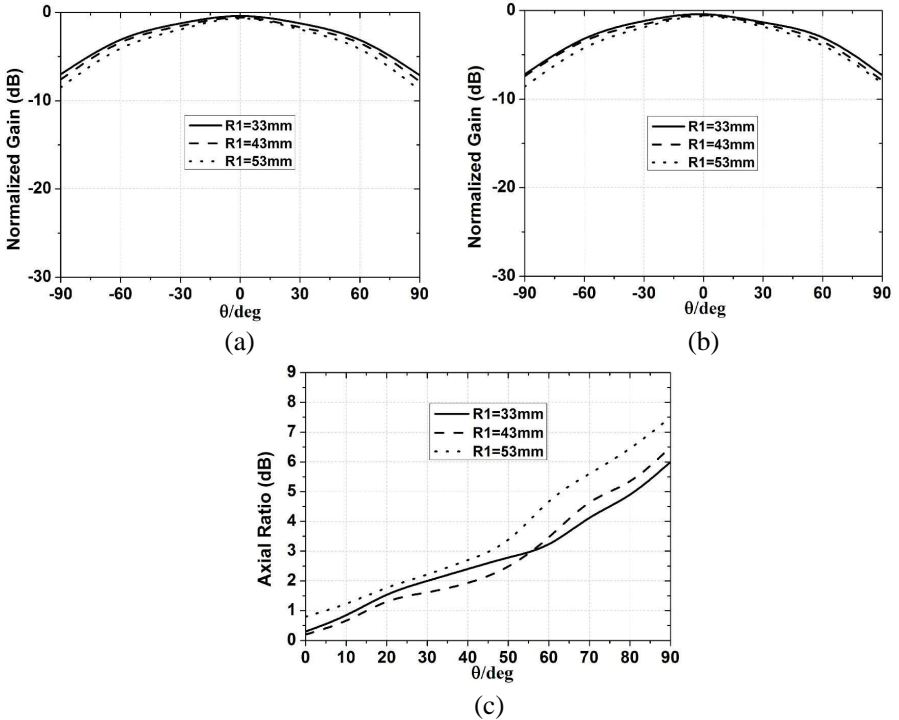 0
-10
-20
-30
Normalized Gain (dB)
R1=33mm
R1=43mm
R1=53mm
-90 -60 -30 0 30 60 90
θ/deg
(a)
0
-10
-20
-30
Normalized Gain (dB)
R1=33mm
R1=43mm
R1=53mm
-90 -60 -30 0 30 60 90
θ/deg
(b)
9
8
7
6
5
4
3
2
1
0
Axial Ratio (dB)
R1=33mm
R1=43mm
R1=53mm
0 10 20 30 40 50 60 70 80 90
θ/deg
(c)